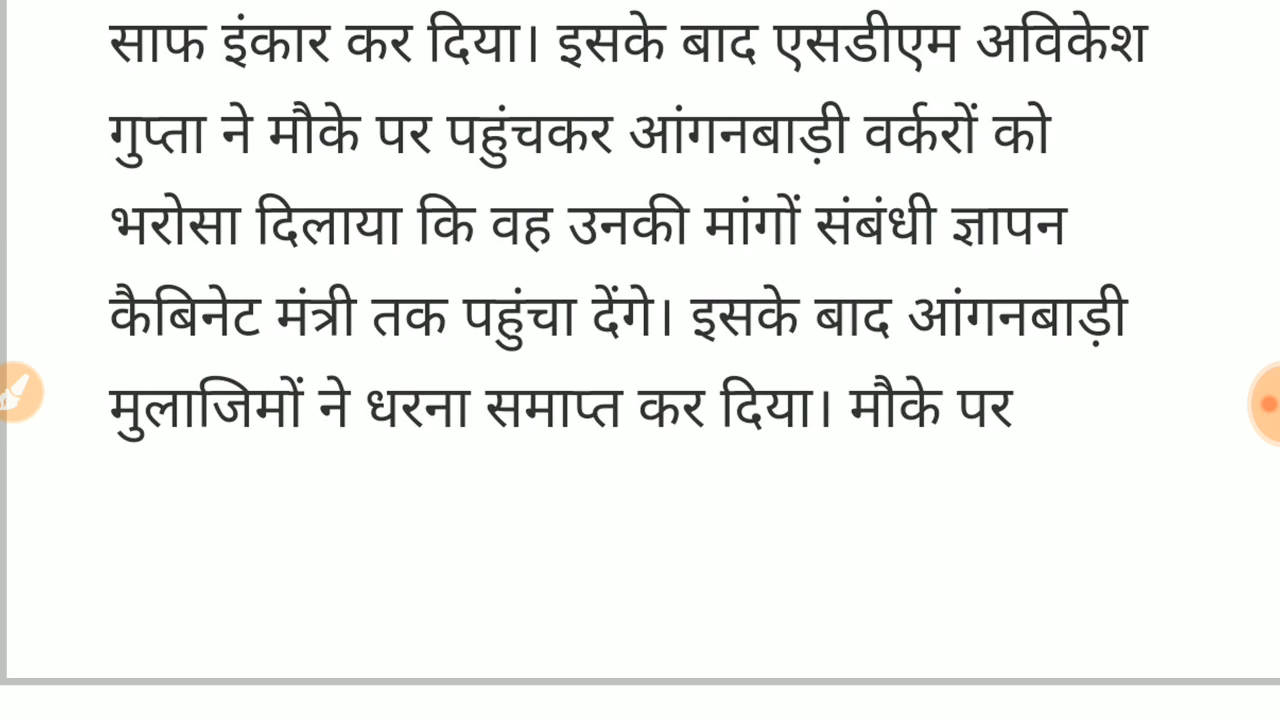 साफ इंकार कर दिया। इसके बाद एसडीएम अविकेश
गुप्ता ने मौके पर पहुंचकर आंगनबाड़ी वर्करों को
भरोसा दिलाया कि वह उनकी मांगों संबंधी ज्ञापन
कैबिनेट मंत्री तक पहुंचा देंगे। इसके बाद आंगनबाड़ी
मुलाजिमों ने धरना समाप्त कर दिया। मौके पर